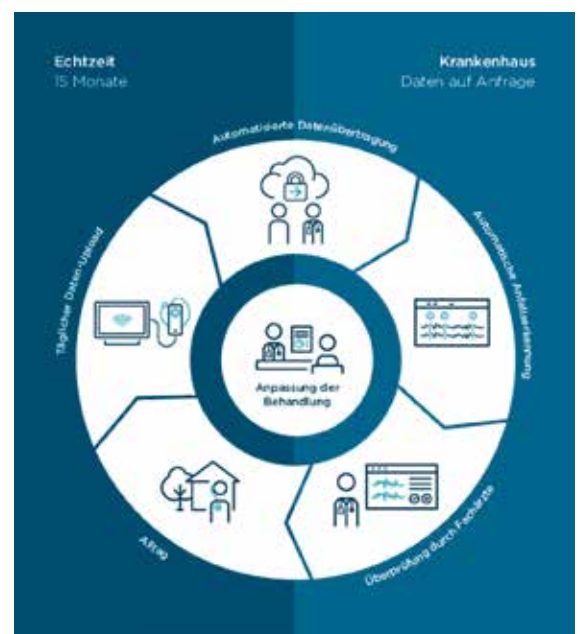 Echtzeit
15 Monate
Krankenhaus
Daten auf Anfrage
Automatisierte Datenübertragung
Automatische Anfallserkennung
Überprüfung durch Fachärzte
Alltag
Täglicher Daten-Upload
Anpassung der
Behandlung